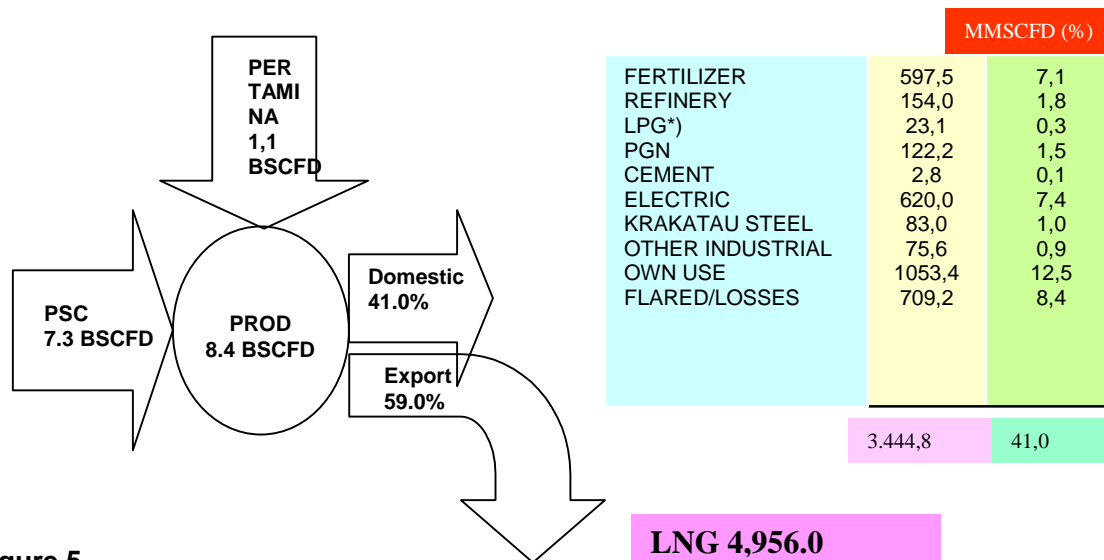 PER
TAMI
NA
1,1
BSCFD
PSC
7.3 BSCFD
PROD
8.4 BSCFD
Domestic
41.0%
Export
59.0%
MMSCFD (%)
FERTILIZER 597,5 7,1
REFINERY 154,0 1,8
LPG*) 23,1 0,3
PGN 122,2 1,5
CEMENT 2,8 0,1
ELECTRIC 620,0 7,4
KRAKATAU STEEL 83,0 1,0
OTHER INDUSTRIAL 75,6 0,9
OWN USE 1053,4 12,5
FLARED/LOSSES 709,2 8,4
3.444,8 41,0
LNG 4,956.0